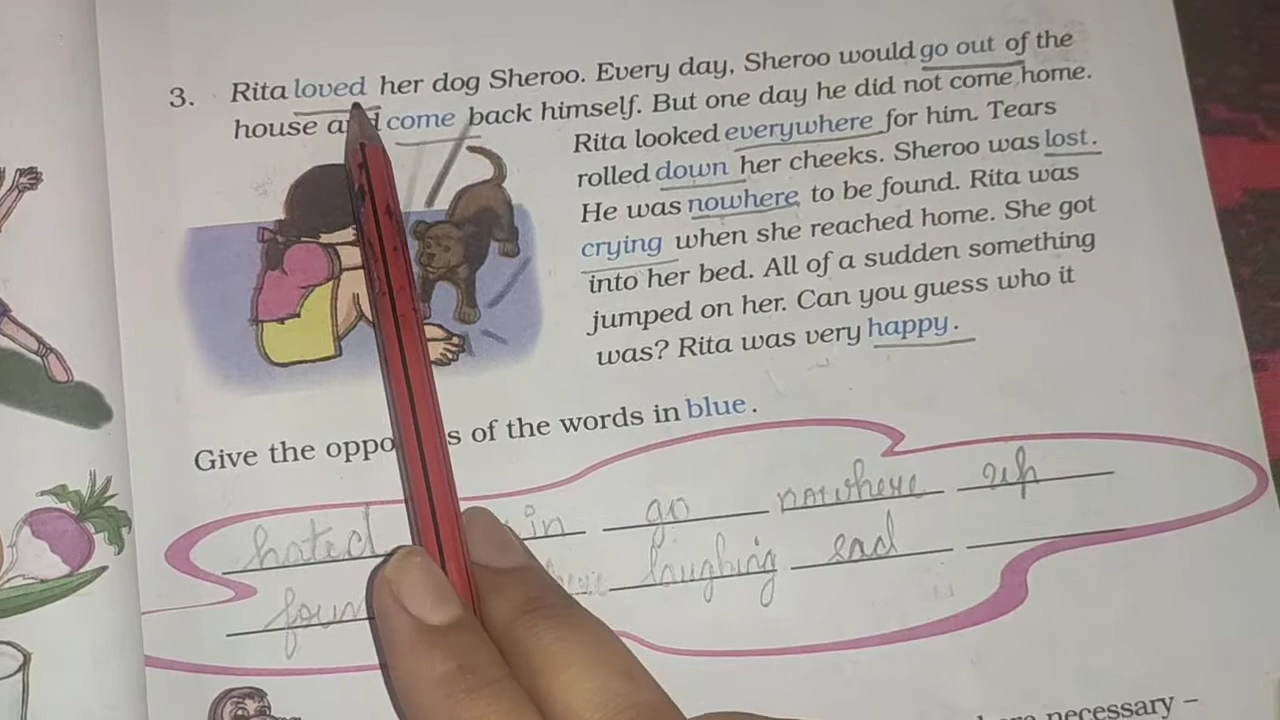 3. Rita loved her dog Sheroo. Every day, Sheroo would go out of the
house and come back himself. But one day he did not come home.
Rita looked everywhere for him. Tears
rolled down her cheeks. Sheroo was lost.
He was nowhere to be found. Rita was
crying when she reached home. She got
into her bed. All of a sudden something
jumped on her. Can you guess who it
was? Rita was very happy.
Give the oppo s of the words in blue.
hated in go nowhere up
foun laughing sad
necessary –